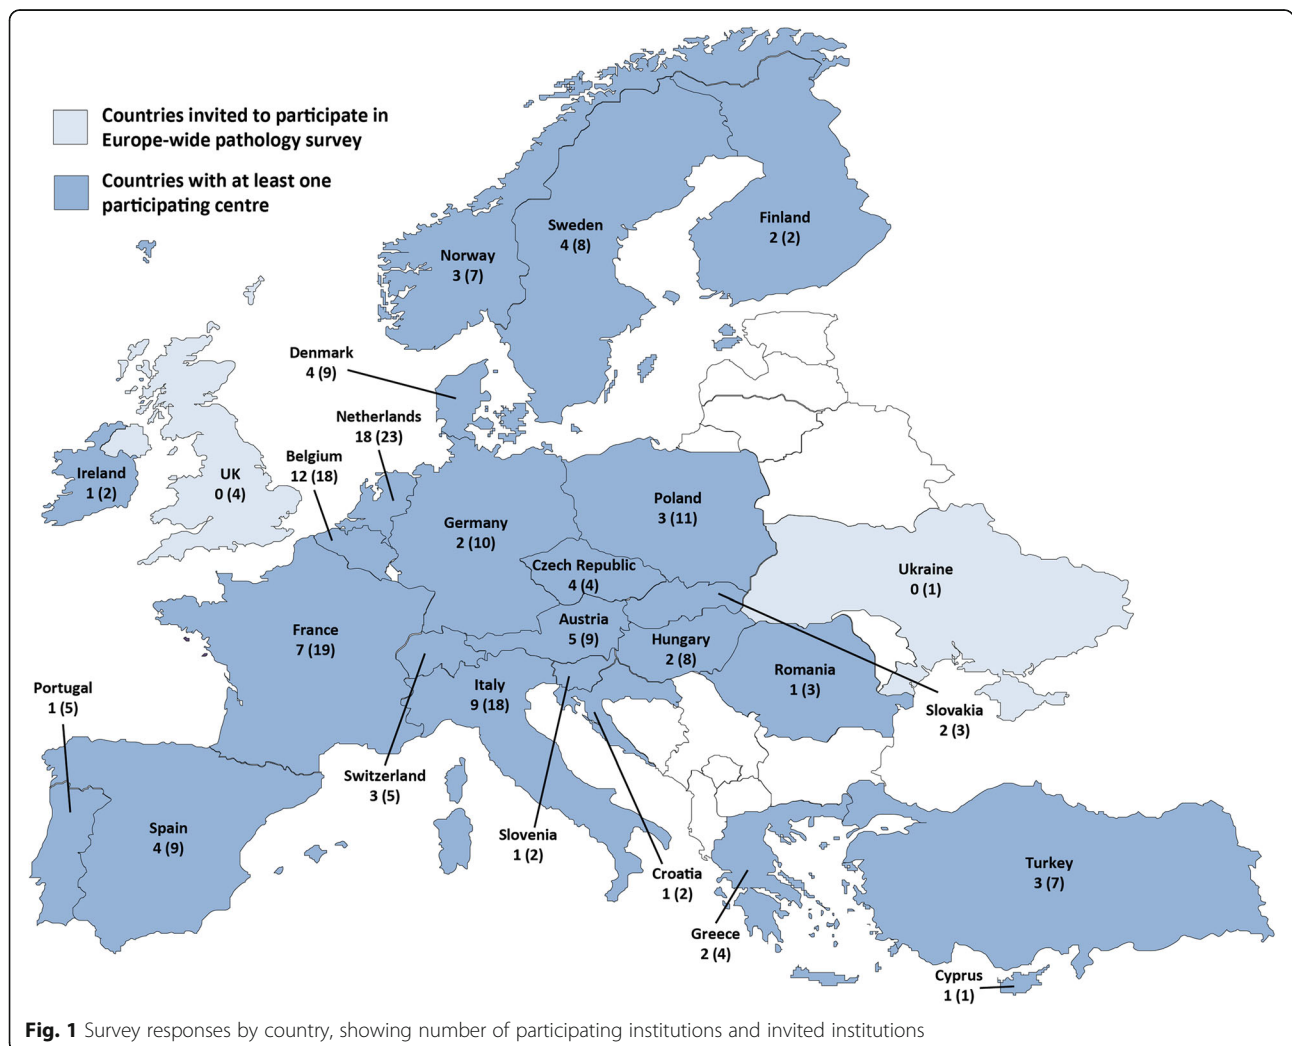 Countries invited to participate in
Europe-wide pathology survey
Countries with at least one
participating centre
Finland
2 (2)
Sweden
4 (8)
Norway
3 (7)
Denmark
4 (9)
Netherlands
18 (23)
Belgium
12 (18)
Ireland
1 (2)
UK
0 (4)
Poland
3 (11)
Germany
2 (10)
Czech Republic
4 (4)
Ukraine
0 (1)
Austria
5 (9)
France
7 (19)
Hungary
2 (8)
Romania
1 (3)
Italy
9 (18)
Portugal
1 (5)
Slovakia
2 (3)
Switzerland
3 (5)
Spain
4 (9)
Slovenia
1 (2)
Croatia
1 (2)
Turkey
3 (7)
Greece
2 (4)
Cyprus
1 (1)
Fig. 1 Survey responses by country, showing number of participating institutions and invited institutions